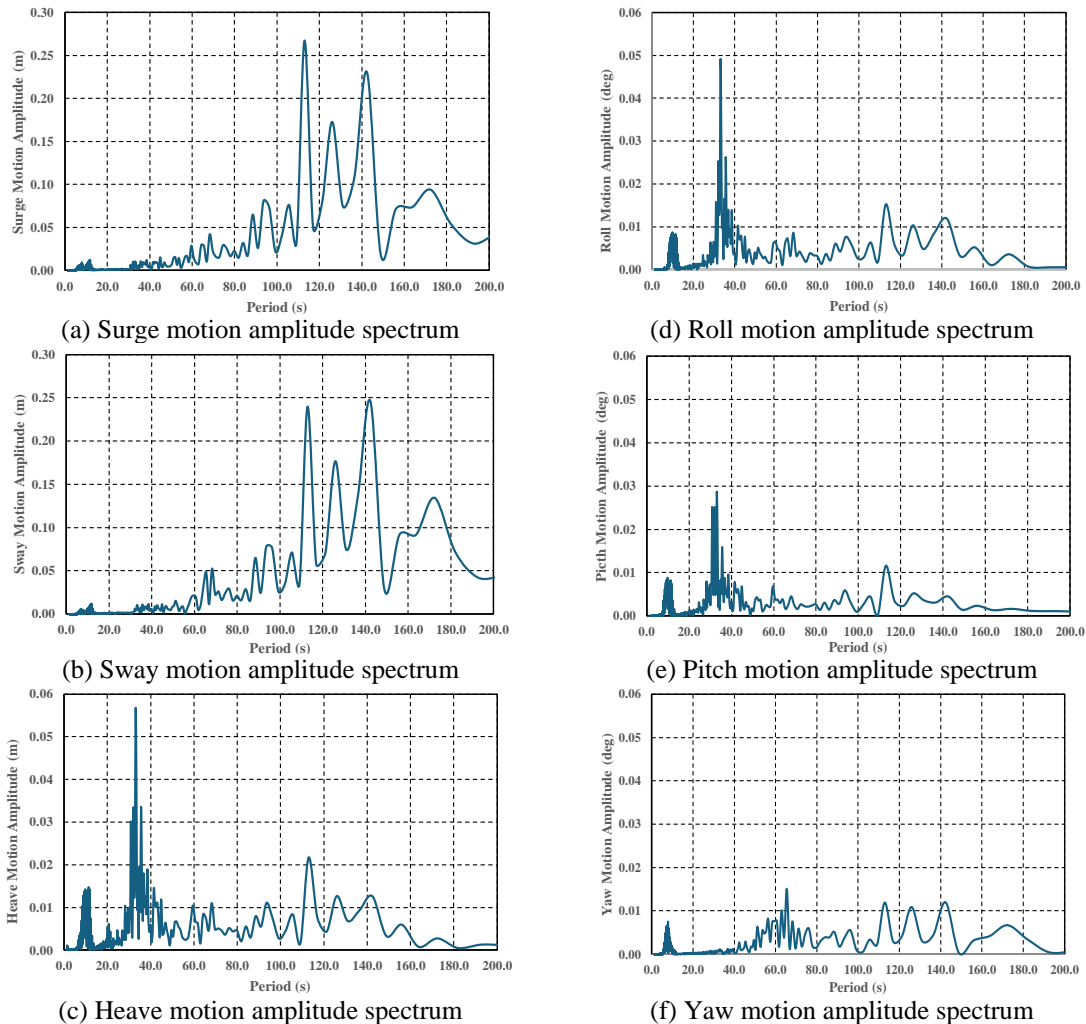 0.30
0.25
0.20
0.15
0.10
0.05
0.00
Surge Motion Amplitude (m)
0.0 20.0 40.0 60.0 80.0 100.0 120.0 140.0 160.0 180.0 200.0
Period (s)
(a) Surge motion amplitude spectrum
0.30
0.25
0.20
0.15
0.10
0.05
0.00
Sway Motion Amplitude (m)
0.0 20.0 40.0 60.0 80.0 100.0 120.0 140.0 160.0 180.0 200.0
Period (s)
(b) Sway motion amplitude spectrum
0.06
0.05
0.04
0.03
0.02
0.01
0.00
Heave Motion Amplitude (m)
0.0 20.0 40.0 60.0 80.0 100.0 120.0 140.0 160.0 180.0 200.0
Period (s)
(c) Heave motion amplitude spectrum
0.06
0.05
0.04
0.03
0.02
0.01
0.00
Roll Motion Amplitude (deg)
0.0 20.0 40.0 60.0 80.0 100.0 120.0 140.0 160.0 180.0 200.0
Period (s)
(d) Roll motion amplitude spectrum
0.06
0.05
0.04
0.03
0.02
0.01
0.00
Picth Motion Amplitude (deg)
0.0 20.0 40.0 60.0 80.0 100.0 120.0 140.0 160.0 180.0 200.0
Period (s)
(e) Pitch motion amplitude spectrum
0.06
0.05
0.04
0.03
0.02
0.01
0.00
Yaw Motion Amplitude (deg)
0.0 20.0 40.0 60.0 80.0 100.0 120.0 140.0 160.0 180.0 200.0
Period (s)
(f) Yaw motion amplitude spectrum